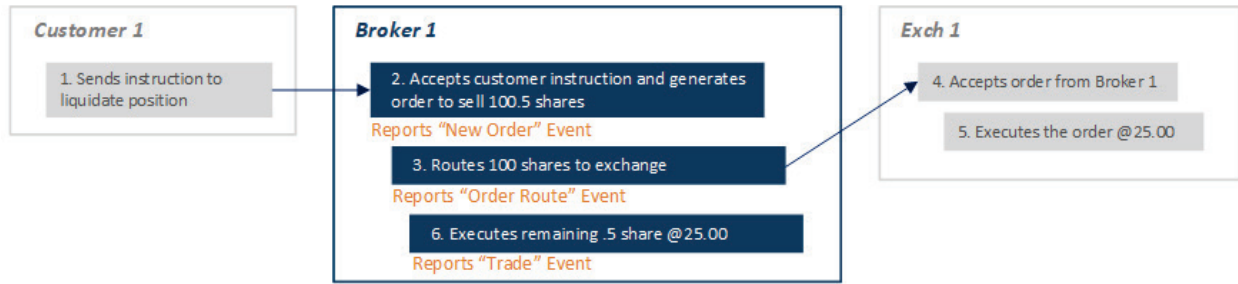 Customer 1
1. Sends instruction to
liquidate position
Broker 1
2. Accepts customer instruction and generates
order to sell 100.5 shares
Reports “New Order” Event
3. Routes 100 shares to exchange
Reports “Order Route” Event
6. Executes remaining .5 share @25.00
Reports “Trade” Event
Exch 1
4. Accepts order from Broker 1
5. Executes the order @25.00